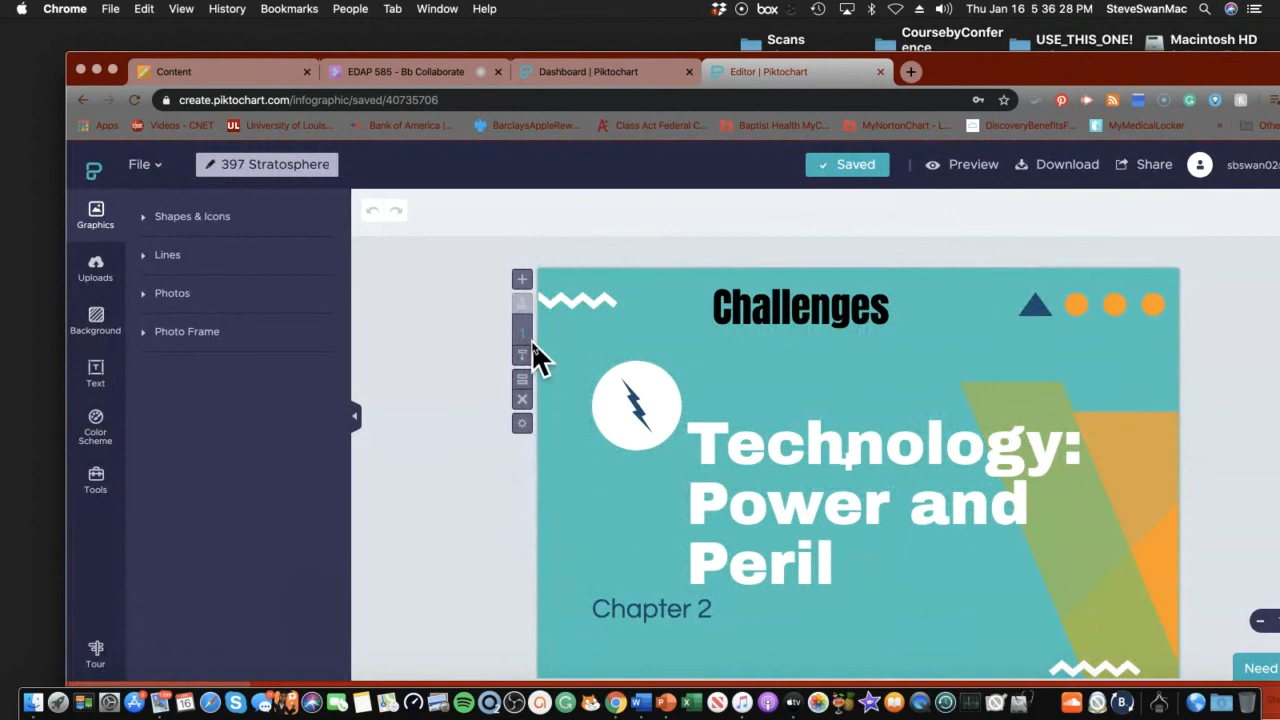 Chrome File Edit View History Bookmarks People Tab Window Help
box Thu Jan 16 5 36 28 PM SteveSwanMac
Scans
CoursebyConfer
ence
USE_THIS_ONE!
Macintosh HD
Content
EDAP 585 - Bb Collaborate
Dashboard | Piktochart
Editor | Piktochart
create.piktochart.com/infographic/saved/40735706
Apps
Videos - CNET
University of Louis...
Bank of America |...
BarclaysAppleRew...
Class Act Federal C...
Baptist Health MyC...
MyNortonChart - L...
DiscoveryBenefitsF...
MyMedicalLocker
»
File
397 Stratosphere
Saved
Preview
Download
Share
Graphics
Uploads
Background
Text
Color
Scheme
Tools
Tour
Shapes & Icons
Lines
Photos
Photo Frame
1
Challenges
Technology:
Power and
Peril
Chapter 2
Need